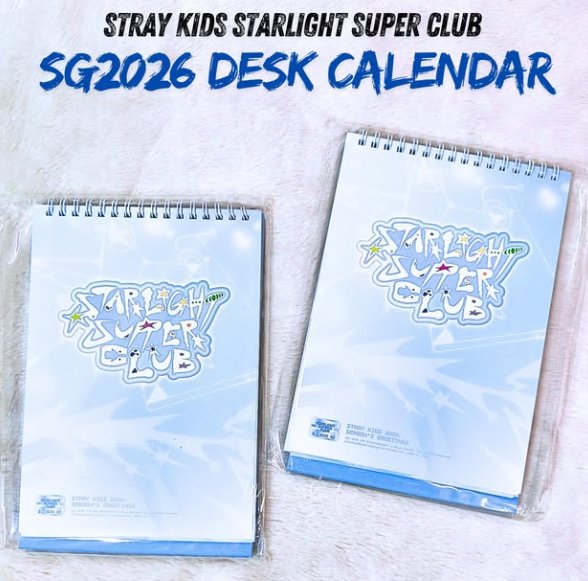 STRAY KIDS STARLIGHT SUPER CLUB
SG2026 DESK CALENDAR
STARLIGHT
SUPER
CLUB
STRAY KIDS 2026
SEASON'S GREETINGS
STARLIGHT
SUPER
CLUB
STRAY KIDS 2026
SEASON'S GREETINGS